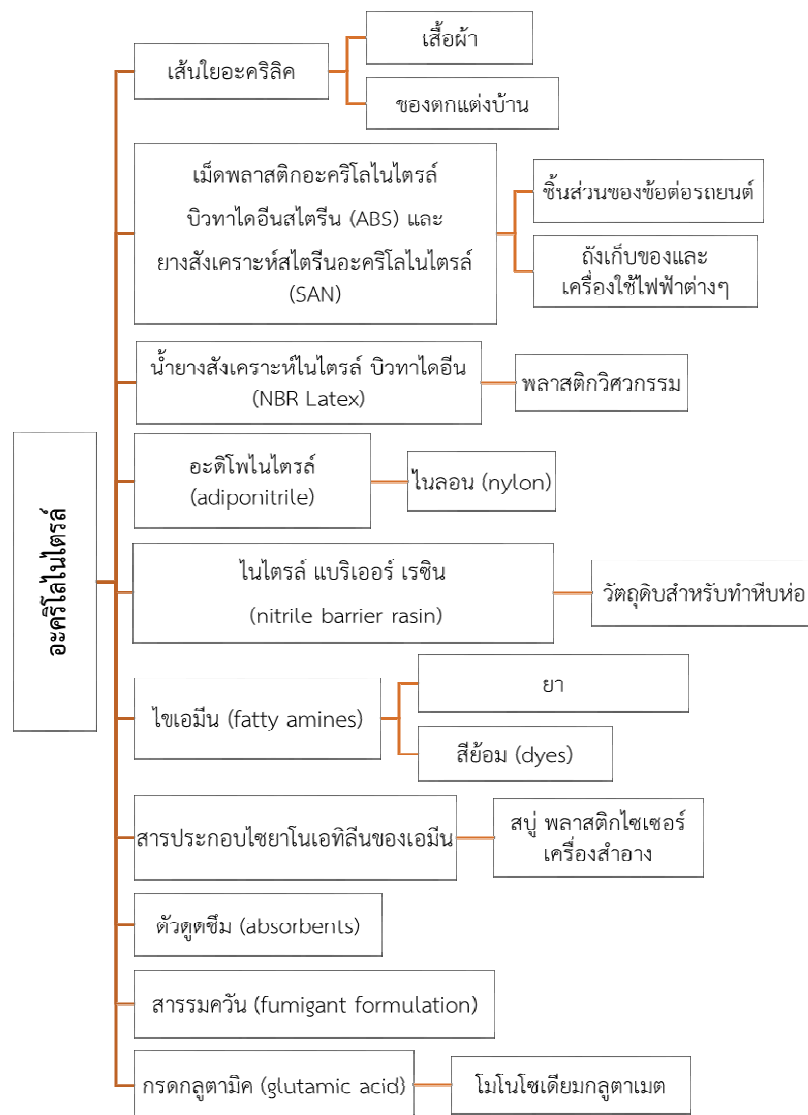 อะคริโลไนไตรล์
เส้นใยอะคริลิค
เสื้อผ้า
ของตกแต่งบ้าน
เม็ดพลาสติกอะคริโลไนไตรล์
บิวทาไดอีนสไตรีน (ABS) และ
ยางสังเคราะห์สไตรีนอะคริโลไนไตรล์
(SAN)
ชิ้นส่วนของข้อต่อรถยนต์
ถังเก็บของและ
เครื่องใช้ไฟฟ้าต่างๆ
น้ำยางสังเคราะห์ไนไตรล์ บิวทาไดอีน
(NBR Latex)
พลาสติกวิศวกรรม
อะดิโพไนไตรล์
(adiponitrile)
ไนลอน (nylon)
ไนไตรล์ แบริเออร์ เรซิน
(nitrile barrier rasin)
วัตถุดิบสำหรับทำหีบห่อ
ไขเอมีน (fatty amines)
ยา
สีย้อม (dyes)
สารประกอบไซยาโนเอทิลีนของเอมีน
สบู่ พลาสติกไซเซอร์
เครื่องสำอาง
ตัวดูดซึม (absorbents)
สารรมควัน (fumigant formulation)
กรดกลูตามิค (glutamic acid)
โมโนโซเดียมกลูตาเมต